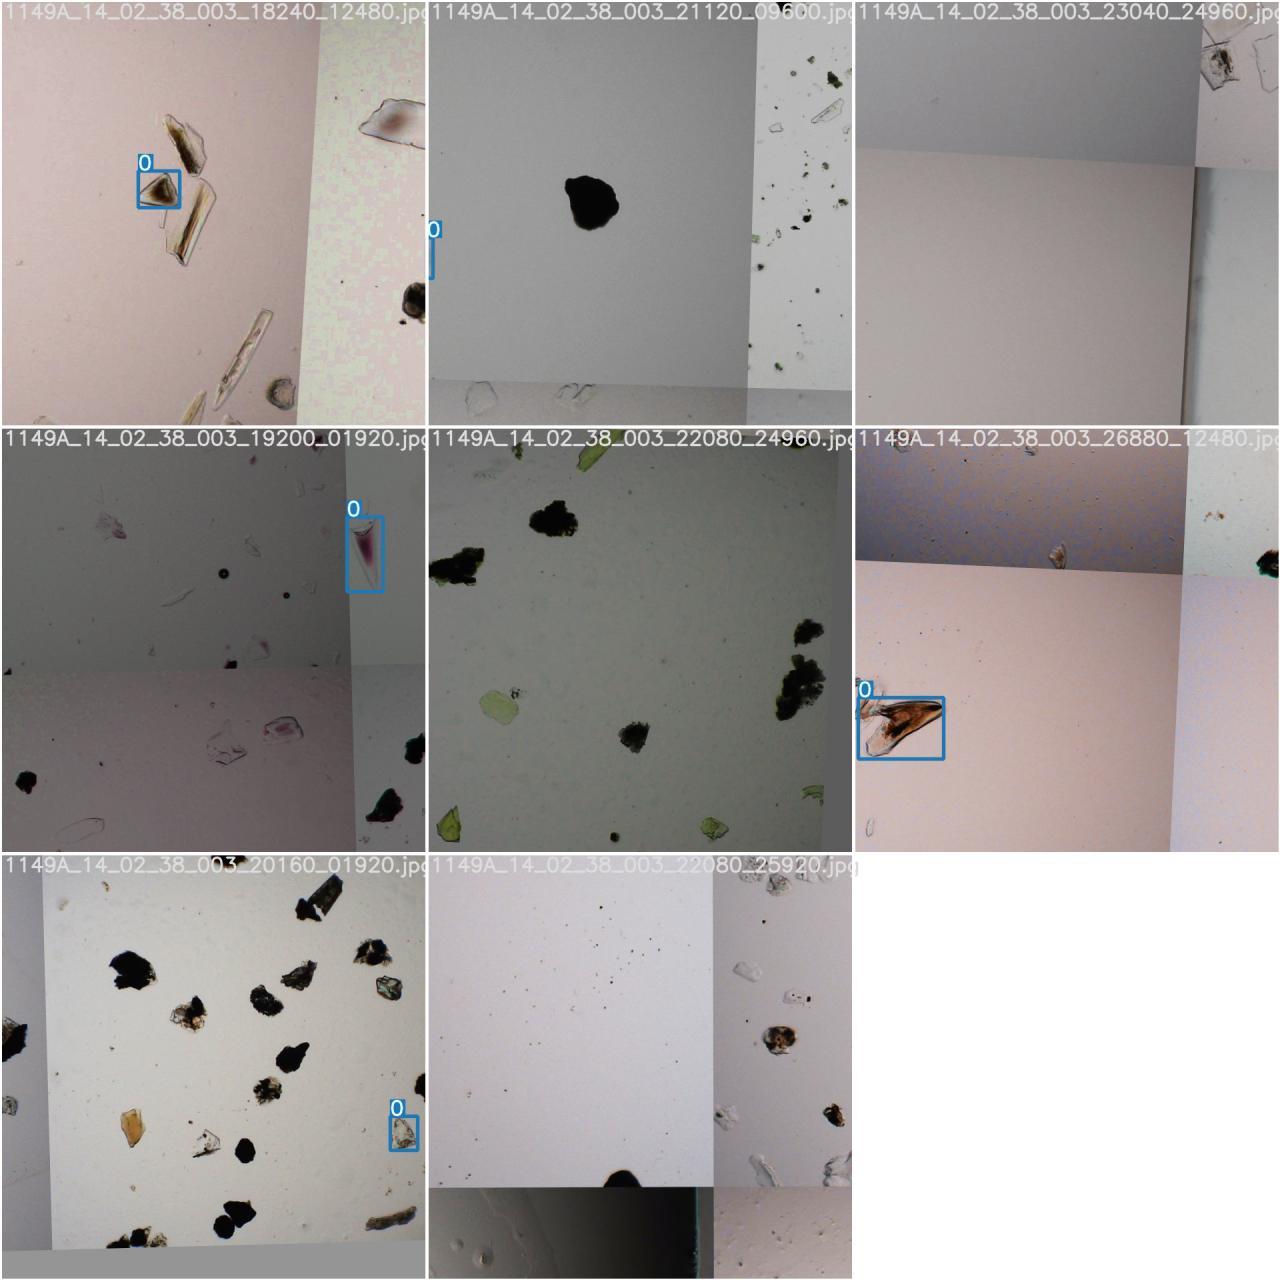 1149A_14_02_38_003_18240_12480.jpg
1149A_14_02_38_003_21120_09600.jpg
1149A_14_02_38_003_23040_24960.jpg
0
0
1149A_14_02_38_003_19200_01920.jpg
1149A_14_02_38_003_22080_24960.jpg
1149A_14_02_38_003_26880_12480.jpg
0
0
1149A_14_02_38_003_20160_01920.jpg
1149A_14_02_38_003_22080_25920.jpg
0